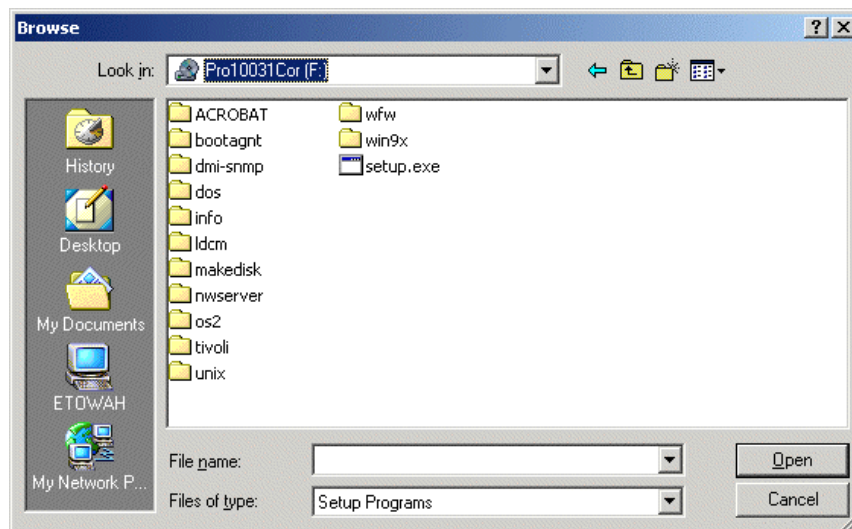 Browse
Look in: Pro10031Cor (F:)
History
Desktop
My Documents
ETOWAH
My Network P...
ACROBAT
bootagnt
dmi-snmp
dos
info
ldcm
makedisk
nwserver
os2
tivoli
unix
wfw
win9x
setup.exe
File name:
Open
Files of type: Setup Programs
Cancel